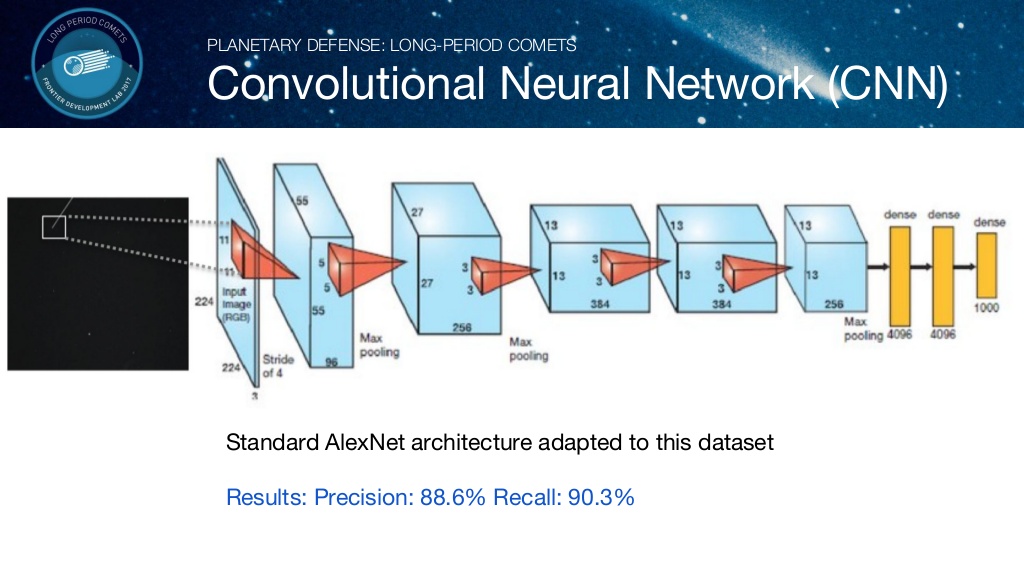 LONG PERIOD COMETS
FRONTIER DEVELOPMENT LAB 2017
PLANETARY DEFENSE: LONG-PERIOD COMETS
Convolutional Neural Network (CNN)
11
11
224
Input
Image
(RGB)
224
3
Stride
of 4
55
5
5
55
96
Max
pooling
27
27
3
3
256
Max
pooling
13
13
3
3
384
13
13
3
3
384
13
13
256
Max
pooling
dense
4096
dense
4096
dense
1000
Standard AlexNet architecture adapted to this dataset
Results: Precision: 88.6% Recall: 90.3%